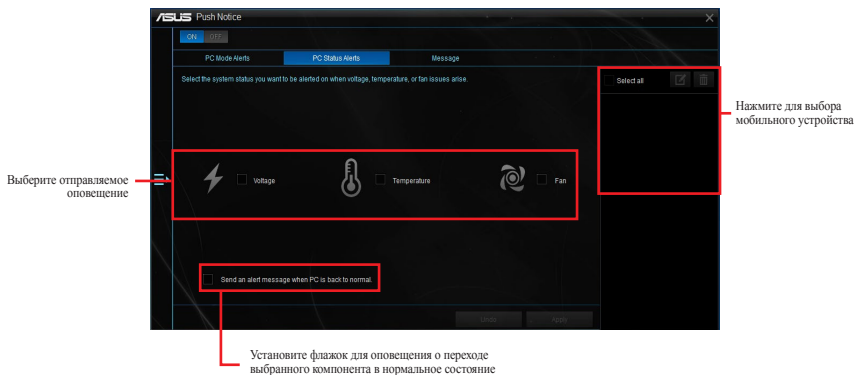 ASUS Push Notice
ON OFF
PC Mode Alerts PC Status Alerts Message
Select the system status you want to be alerted on when voltage, temperature, or fan issues arise.
Select all
Нажмите для выбора
мобильного устройства
Выберите отправляемое
оповещение
Voltage Temperature Fan
Send an alert message when PC is back to normal.
Undo Apply
Установите флажок для оповещения о переходе
выбранного компонента в нормальное состояние